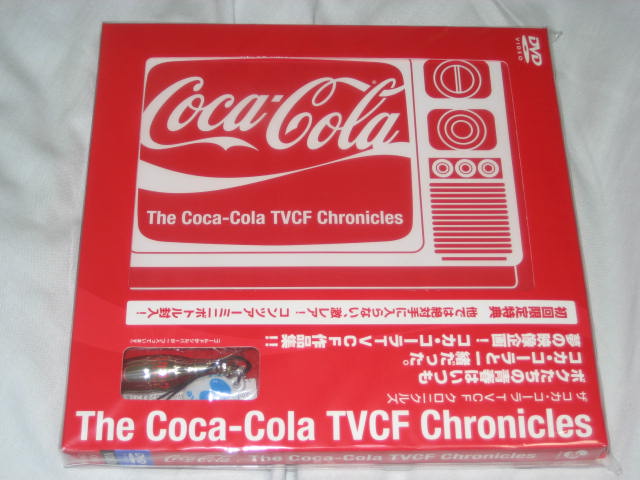 DVD
VIDEO
Coca-Cola
The Coca-Cola TVCF Chronicles
ザ コカ・コーラ TVCF クロニクルズ
ボクたちの青春はいつも
コカ・コーラと一緒だった。
夢の映像企画！コカ・コーラTVCF作品集!!
初回限定特典 他では絶対手に入らない、激レア！コンツアーミニボトル封入！
The Coca-Cola TVCF Chronicles
Coca-Cola The Coca-Cola TVCF Chronicles